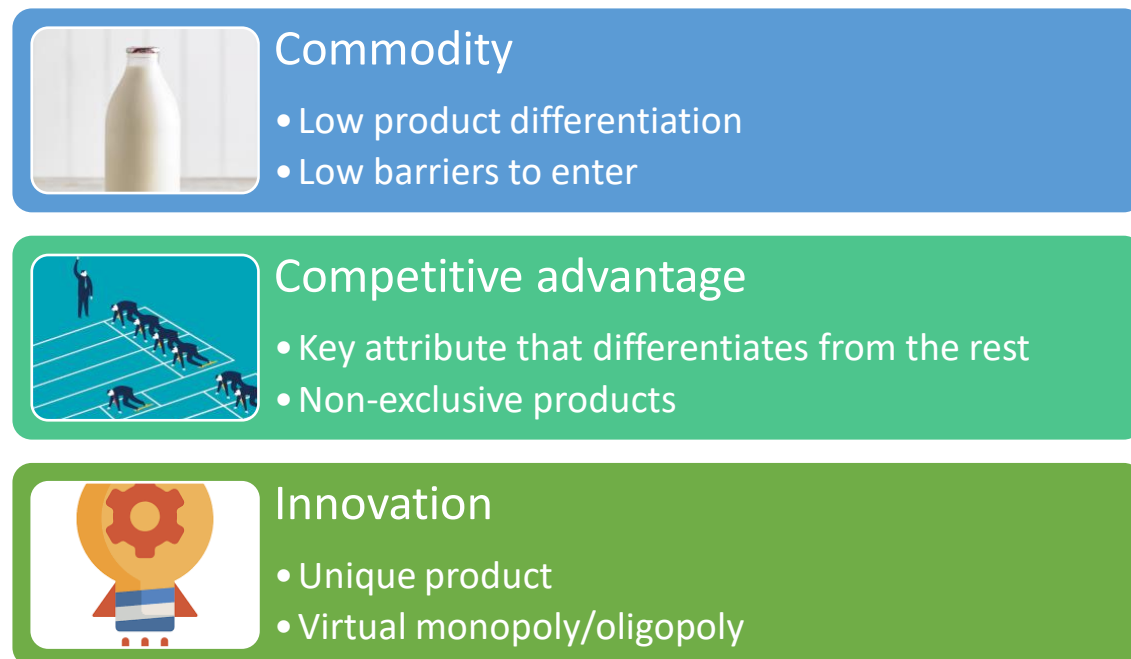 Commodity
• Low product differentiation
• Low barriers to enter
Competitive advantage
• Key attribute that differentiates from the rest
• Non-exclusive products
Innovation
• Unique product
• Virtual monopoly/oligopoly